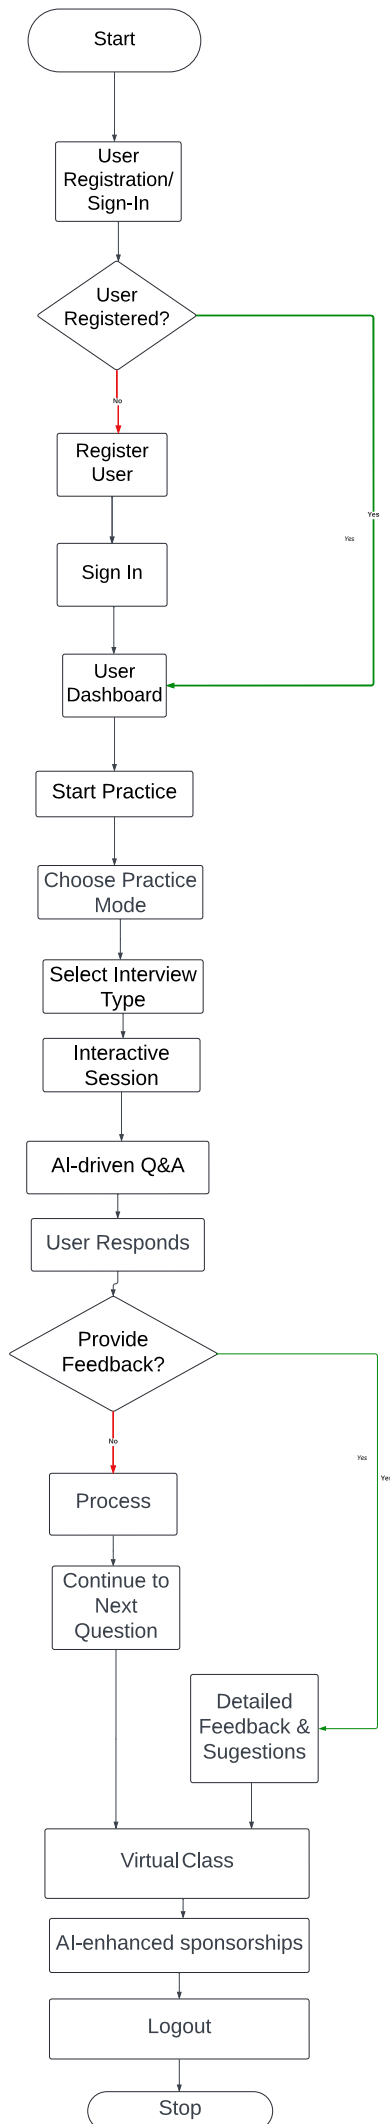 Start
User
Registration/
Sign-In
User
Registered?
No
Register
User
Yes
Yes
Sign In
User
Dashboard
Start Practice
Choose Practice
Mode
Select Interview
Type
Interactive
Session
AI-driven Q&A
User Responds
Provide
Feedback?
No
Yes
Yes
Process
Continue to
Next
Question
Detailed
Feedback &
Sugestions
Virtual Class
AI-enhanced sponsorships
Logout
Stop